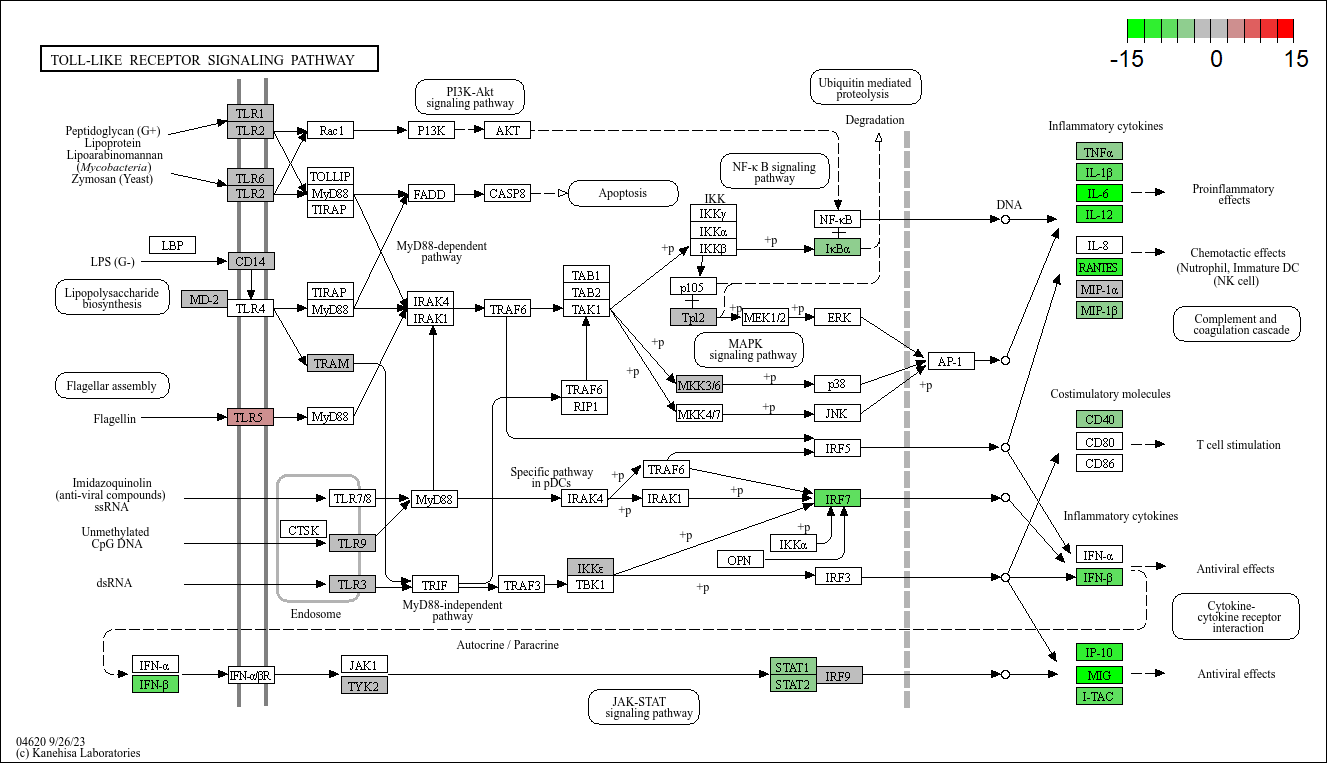 -15 0 15
TOLL-LIKE RECEPTOR SIGNALING PATHWAY
PI3K-Akt
signaling pathway
Ubiquitin mediated
proteolysis
Degradation
Inflammatory cytokines
Peptidoglycan (G+)
Lipoprotein
Lipoarabinomannan
(Mycobacteria)
Zymosan (Yeast)
TLR1
TLR2
TLR6
TLR2
Rac1
P13K
AKT
TOLLIP
MyD88
TIRAP
FADD
CASP8
Apoptosis
NF-κ B signaling
pathway
IKK
IKKγ
IKKα
IKKβ
+p
+p
NF-κB
IκBα
DNA
TNFα
IL-1β
IL-6
IL-12
Proinflammatory
effects
IL-8
RANTES
MIP-1α
MIP-1β
Chemotactic effects
(Nutrophil, Immature DC
(NK cell)
Complement and
coagulation cascade
LBP
LPS (G-)
CD14
MyD88-dependent
pathway
Lipopolysaccharide
biosynthesis
MD-2
TLR4
TIRAP
MyD88
IRAK4
IRAK1
TRAF6
TAB1
TAB2
TAK1
p105
Tpl2
+p
MEK1/2
+p
ERK
MAPK
signaling pathway
TRAM
+p
+p
MKK3/6
+p
p38
MKK4/7
+p
JNK
AP-1
+p
Flagellar assembly
Flagellin
TLR5
MyD88
TRAF6
RIP1
Costimulatory molecules
CD40
CD80
CD86
T cell stimulation
IRF5
Imidazoquinolin
(anti-viral compounds)
ssRNA
TLR7/8
MyD88
Specific pathway
in pDCs
IRAK4
+p
+p
TRAF6
IRAK1
+p
IRF7
Unmethylated
CpG DNA
CTSK
TLR9
+p
+p
IKKα
OPN
Inflammatory cytokines
IFN-α
IFN-β
Antiviral effects
dsRNA
TLR3
Endosome
TRIF
TRAF3
IKKε
TBK1
+p
IRF3
MyD88-independent
pathway
Cytokine-
cytokine receptor
interaction
Autocrine / Paracrine
IFN-α
IFN-β
IFN-α/βR
JAK1
TYK2
STAT1
STAT2
IRF9
IP-10
MIG
I-TAC
Antiviral effects
JAK-STAT
signaling pathway
04620 9/26/23
(c) Kanehisa Laboratories